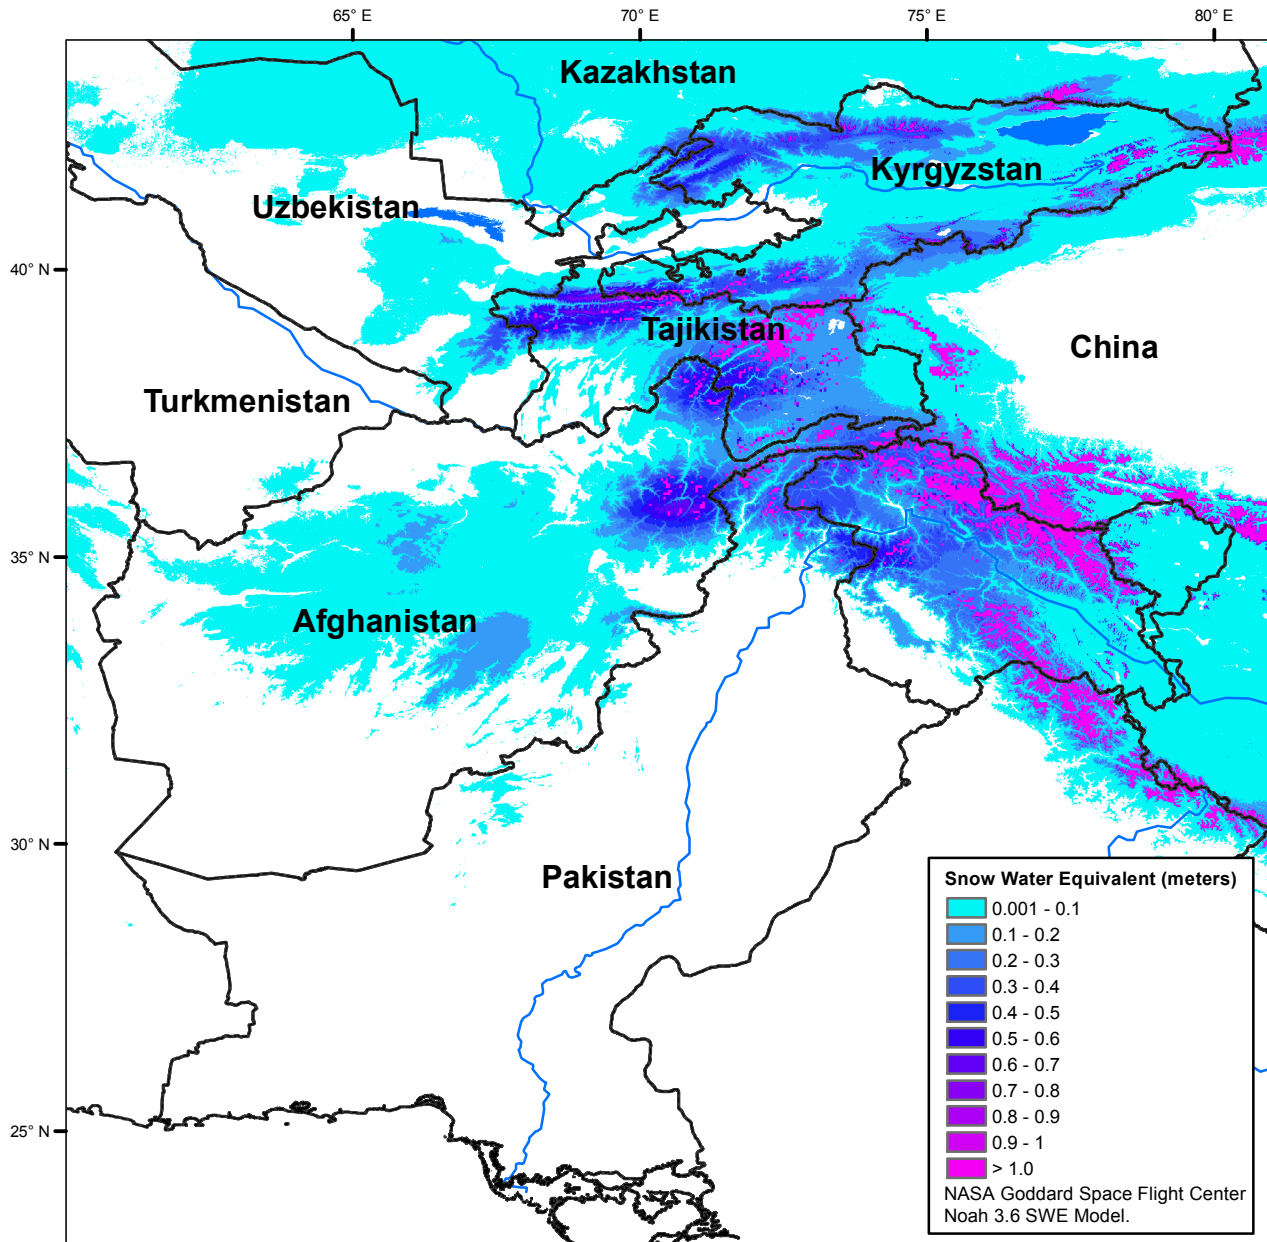 65° E
70° E
75° E
80° E
Kazakhstan
Kyrgyzstan
Uzbekistan
40° N
Tajikistan
China
Turkmenistan
35° N
Afghanistan
30° N
Pakistan
25° N
Snow Water Equivalent (meters)
0.001 - 0.1
0.1 - 0.2
0.2 - 0.3
0.3 - 0.4
0.4 - 0.5
0.5 - 0.6
0.6 - 0.7
0.7 - 0.8
0.8 - 0.9
0.9 - 1
> 1.0
NASA Goddard Space Flight Center
Noah 3.6 SWE Model.